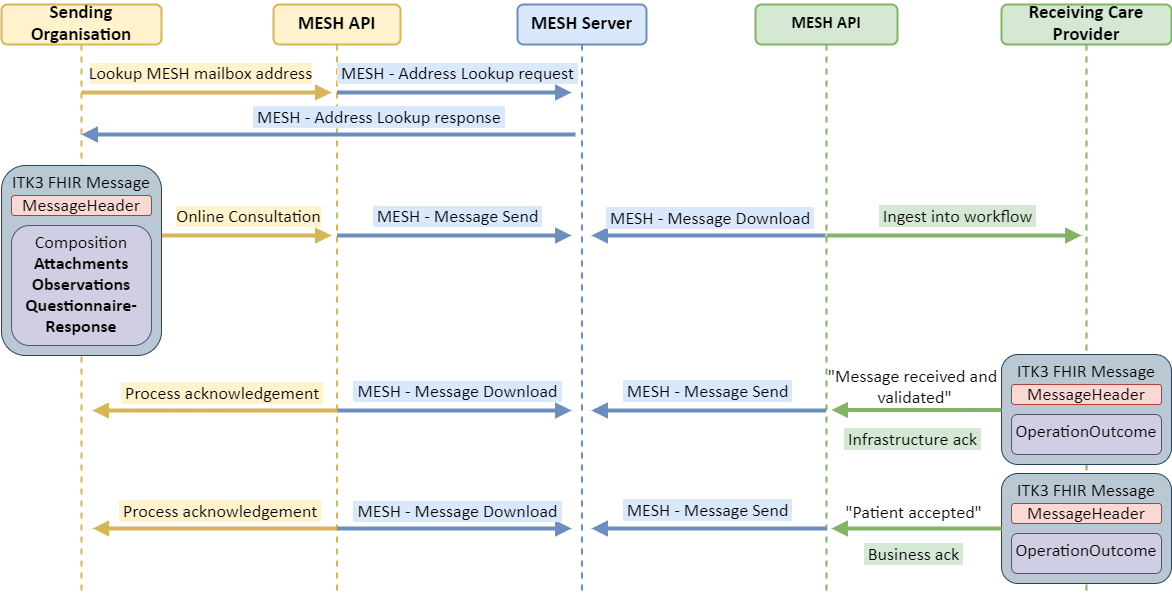 Sending
Organisation
MESH API
MESH Server
MESH API
Receiving Care
Provider
Lookup MESH mailbox address
MESH - Address Lookup request
MESH - Address Lookup response
ITK3 FHIR Message
MessageHeader
Composition
Attachments
Observations
Questionnaire-
Response
Online Consultation
MESH - Message Send
MESH - Message Download
Ingest into workflow
Process acknowledgement
MESH - Message Download
MESH - Message Send
"Message received and
validated"
Infrastructure ack
ITK3 FHIR Message
MessageHeader
OperationOutcome
Process acknowledgement
MESH - Message Download
MESH - Message Send
"Patient accepted"
Business ack
ITK3 FHIR Message
MessageHeader
OperationOutcome